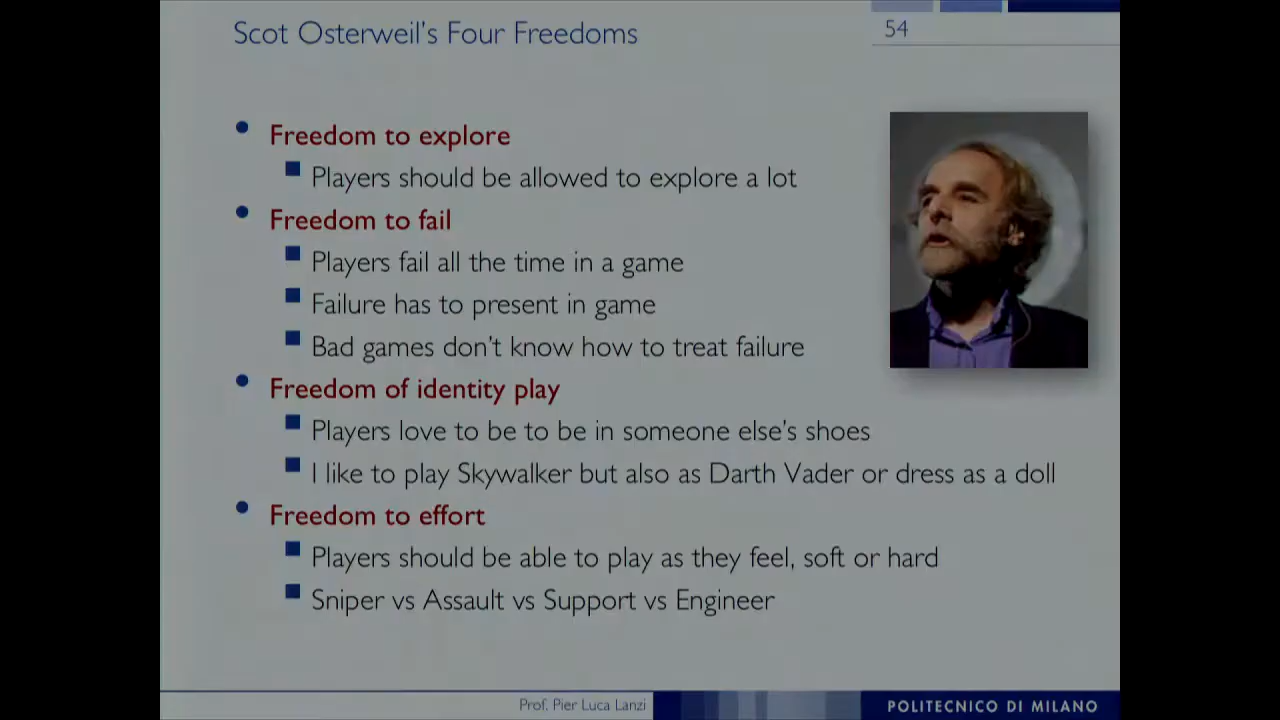 Scot Osterweil's Four Freedoms
54
Freedom to explore
Players should be allowed to explore a lot
Freedom to fail
Players fail all the time in a game
Failure has to present in game
Bad games don't know how to treat failure
Freedom of identity play
Players love to be to be in someone else's shoes
I like to play Skywalker but also as Darth Vader or dress as a doll
Freedom to effort
Players should be able to play as they feel, soft or hard
Sniper vs Assault vs Support vs Engineer
Prof. Pier Luca Lanzi
POLITECNICO DI MILANO